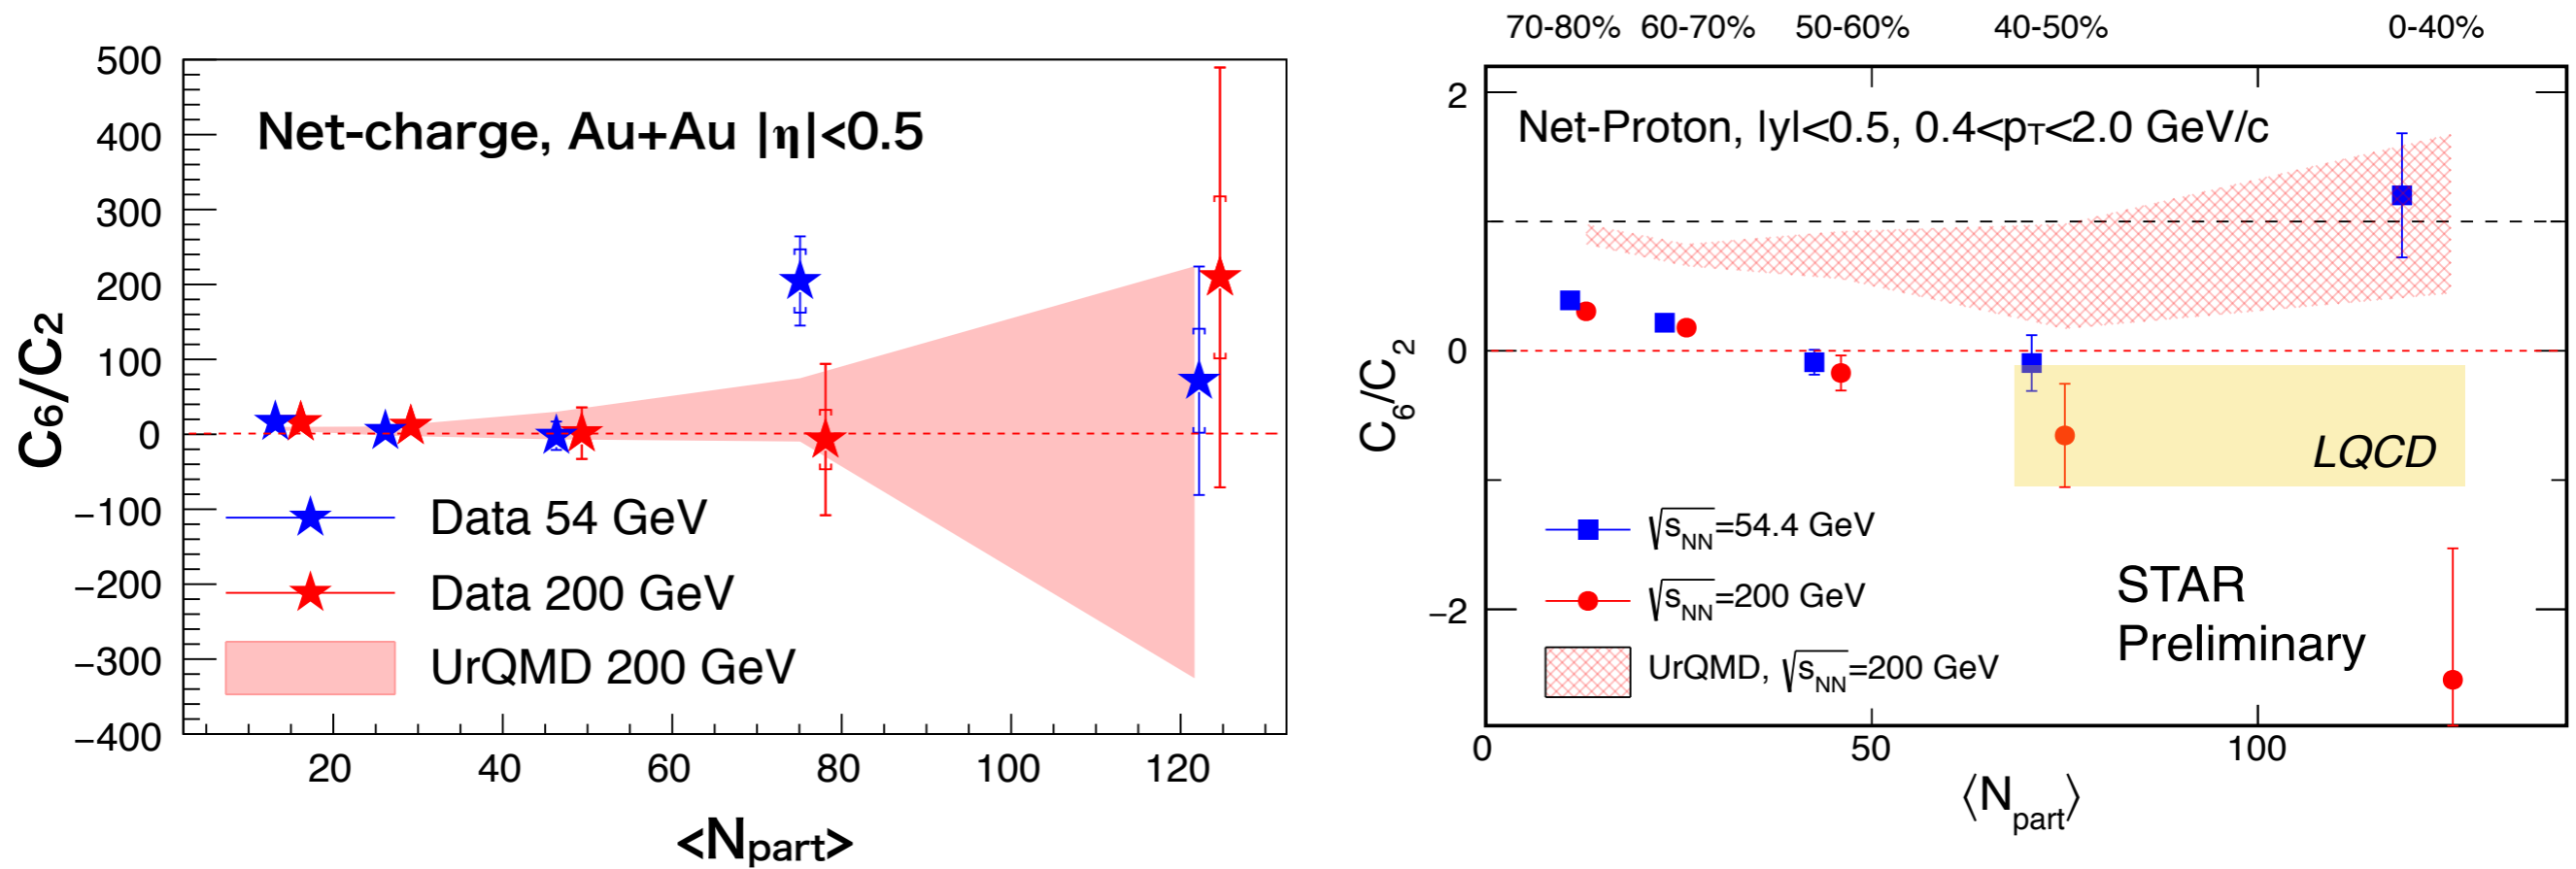 500
400
300
200
100
0
−100
−200
−300
−400
C6/C2
Net-charge, Au+Au |η|<0.5
Data 54 GeV
Data 200 GeV
UrQMD 200 GeV
20 40 60 80 100 120
<Npart>
70-80% 60-70% 50-60% 40-50% 0-40%
2
0
−2
C6/C2
Net-Proton, |y|<0.5, 0.4<pT<2.0 GeV/c
LQCD
√sNN=54.4 GeV
√sNN=200 GeV
UrQMD, √sNN=200 GeV
STAR
Preliminary
0 50 100
⟨Npart⟩